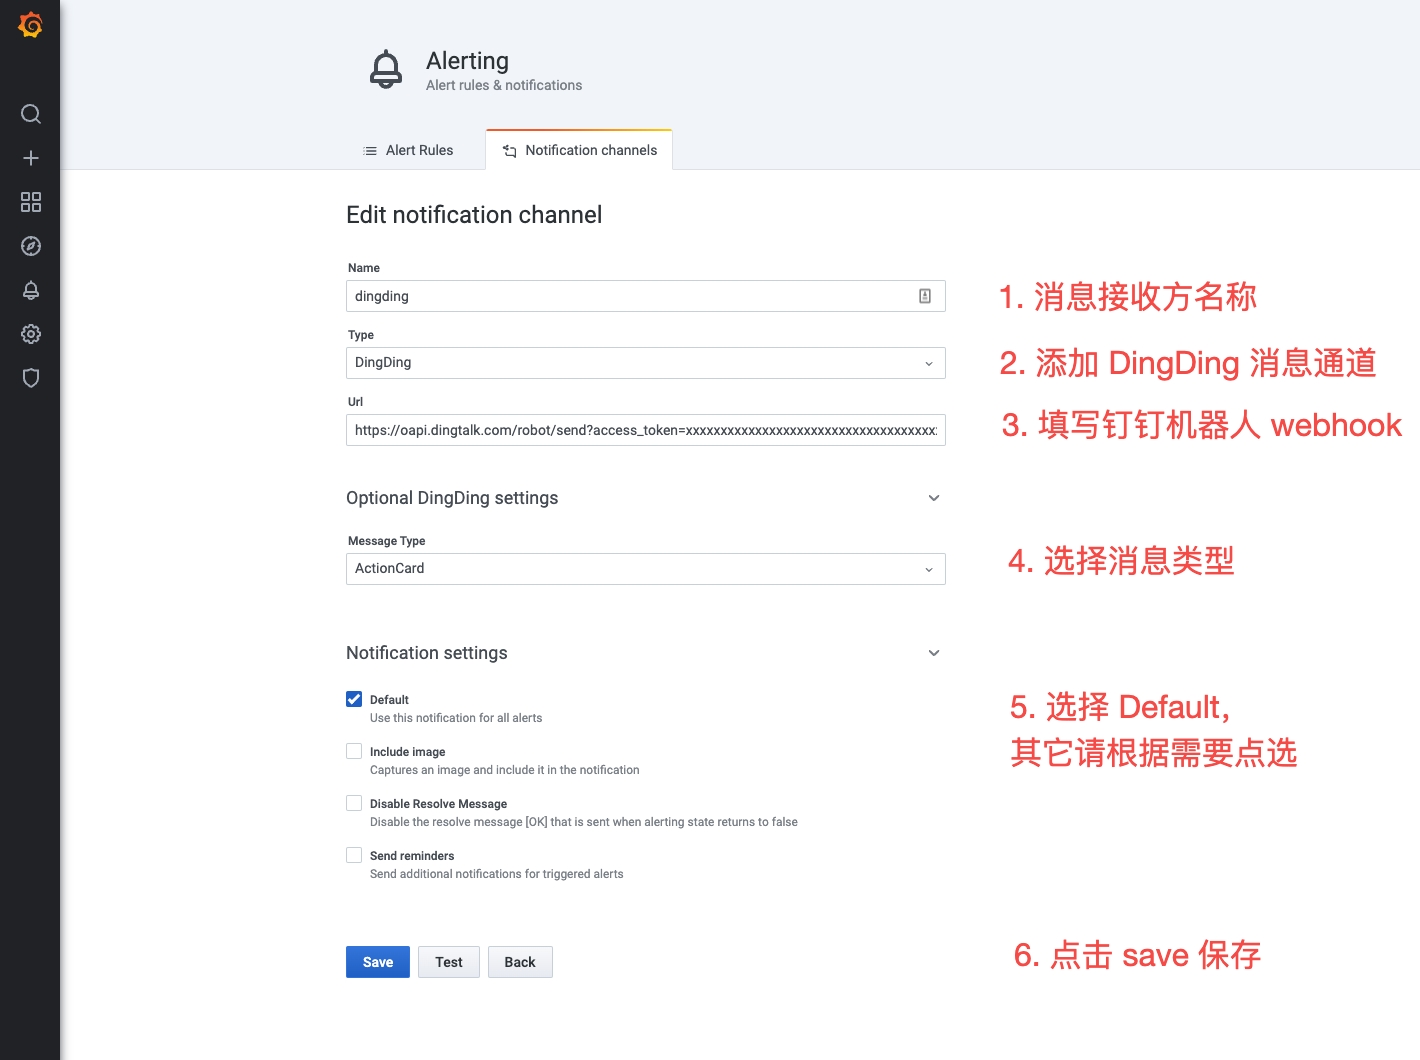 Alerting
Alert rules & notifications
Alert Rules
Notification channels
Edit notification channel
Name
dingding
1. 消息接收方名称
Type
DingDing
2. 添加 DingDing 消息通道
Url
https://oapi.dingtalk.com/robot/send?access_token=xxxxxxxxxxxxxxxxxxxxxxxxxxxxxxxxxxxx
3. 填写钉钉机器人 webhook
Optional DingDing settings
Message Type
ActionCard
4. 选择消息类型
Notification settings
Default
Use this notification for all alerts
5. 选择 Default,
其它请根据需要点选
Include image
Captures an image and include it in the notification
Disable Resolve Message
Disable the resolve message [OK] that is sent when alerting state returns to false
Send reminders
Send additional notifications for triggered alerts
Save
Test
Back
6. 点击 save 保存